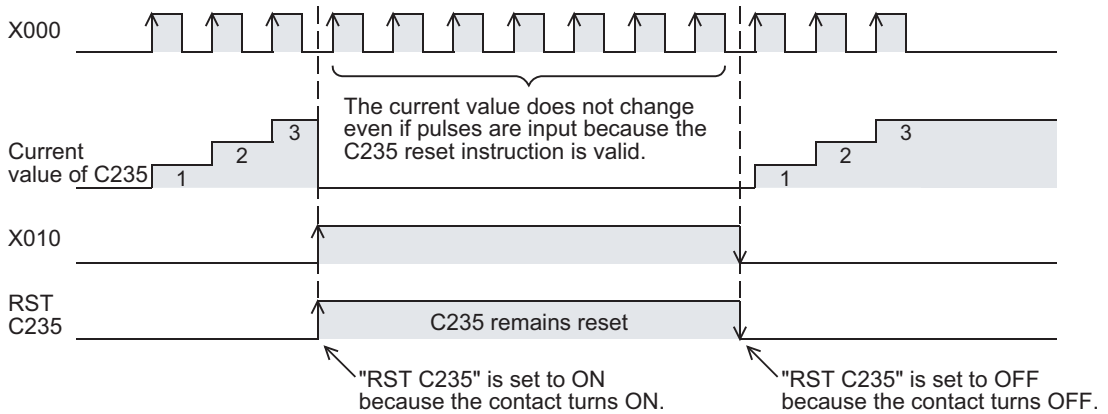 X000
The current value does not change
even if pulses are input because the
C235 reset instruction is valid.
Current
value of C235
1
2
3
1
2
3
X010
RST
C235
C235 remains reset
"RST C235" is set to ON
because the contact turns ON.
"RST C235" is set to OFF
because the contact turns OFF.